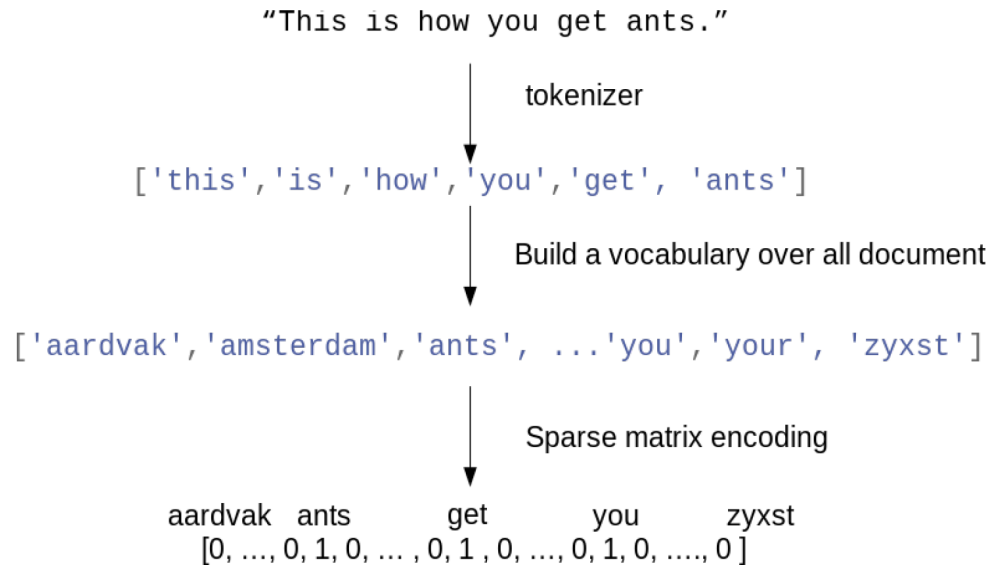 “This is how you get ants.”
tokenizer
['this','is','how','you','get', 'ants']
Build a vocabulary over all document
['aardvak','amsterdam','ants', ...'you','your', 'zyxst']
Sparse matrix encoding
aardvak ants get you zyxst
[0, ..., 0, 1, 0, ... , 0, 1 , 0, ..., 0, 1, 0, ...., 0 ]